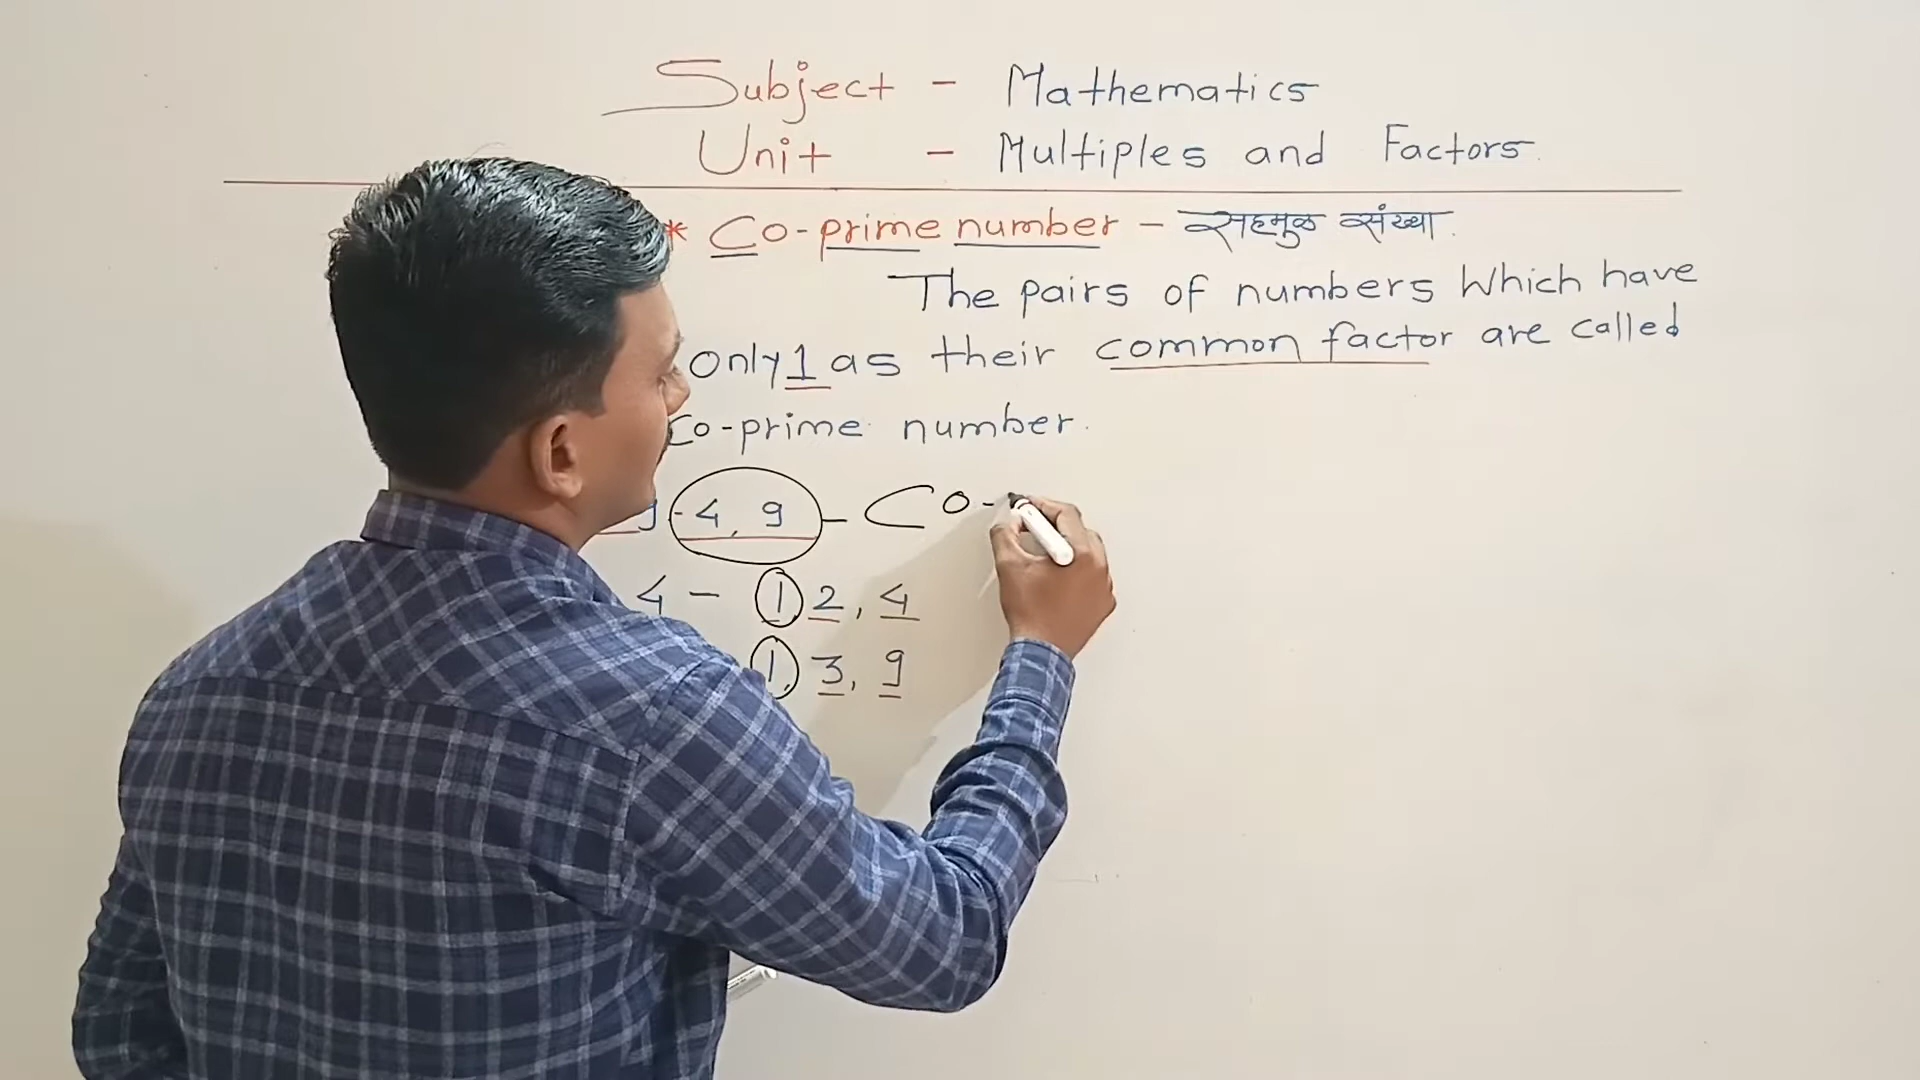 Subject - Mathematics
Unit - Multiples and Factors
* Co-prime number - सहमुळ संख्या.
The pairs of numbers which have
only 1 as their common factor are called
Co-prime number.
4, 9 - Co-
4 - 1 2, 4
1, 3, 9